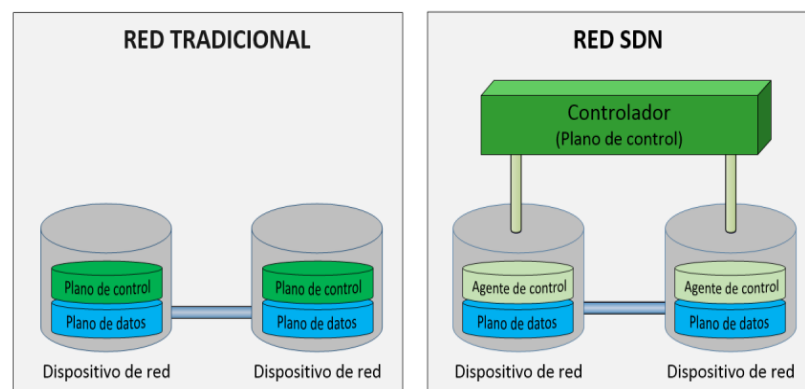 RED TRADICIONAL
Plano de control
Plano de datos
Dispositivo de red
Plano de control
Plano de datos
Dispositivo de red
RED SDN
Controlador
(Plano de control)
Agente de control
Plano de datos
Dispositivo de red
Agente de control
Plano de datos
Dispositivo de red